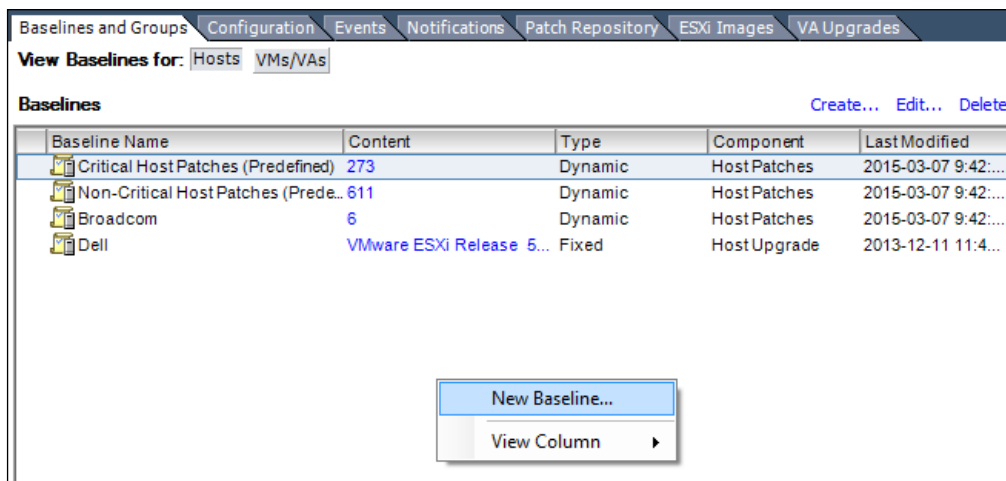 Baselines and Groups Configuration Events Notifications Patch Repository ESXi Images VA Upgrades
View Baselines for: Hosts VMs/VAs
Baselines Create... Edit... Delete
Baseline Name Content Type Component Last Modified
Critical Host Patches (Predefined) 273 Dynamic Host Patches 2015-03-07 9:42:...
Non-Critical Host Patches (Prede... 611 Dynamic Host Patches 2015-03-07 9:42:...
Broadcom 6 Dynamic Host Patches 2015-03-07 9:42:...
Dell VMware ESXi Release 5... Fixed Host Upgrade 2013-12-11 11:4...
New Baseline...
View Column